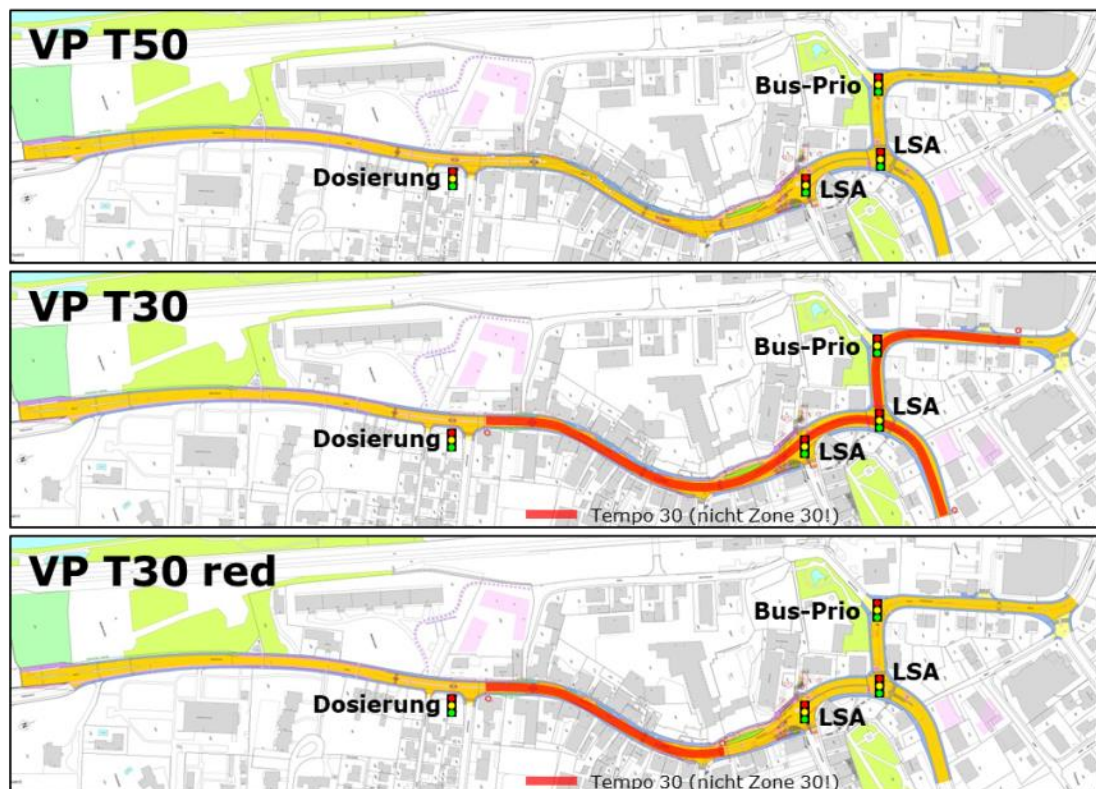 VP T50
Bus-Prio
LSA
Dosierung
LSA
VP T30
Bus-Prio
LSA
Dosierung
LSA
Tempo 30 (nicht Zone 30!)
VP T30 red
Bus-Prio
LSA
Dosierung
LSA
Tempo 30 (nicht Zone 30!)